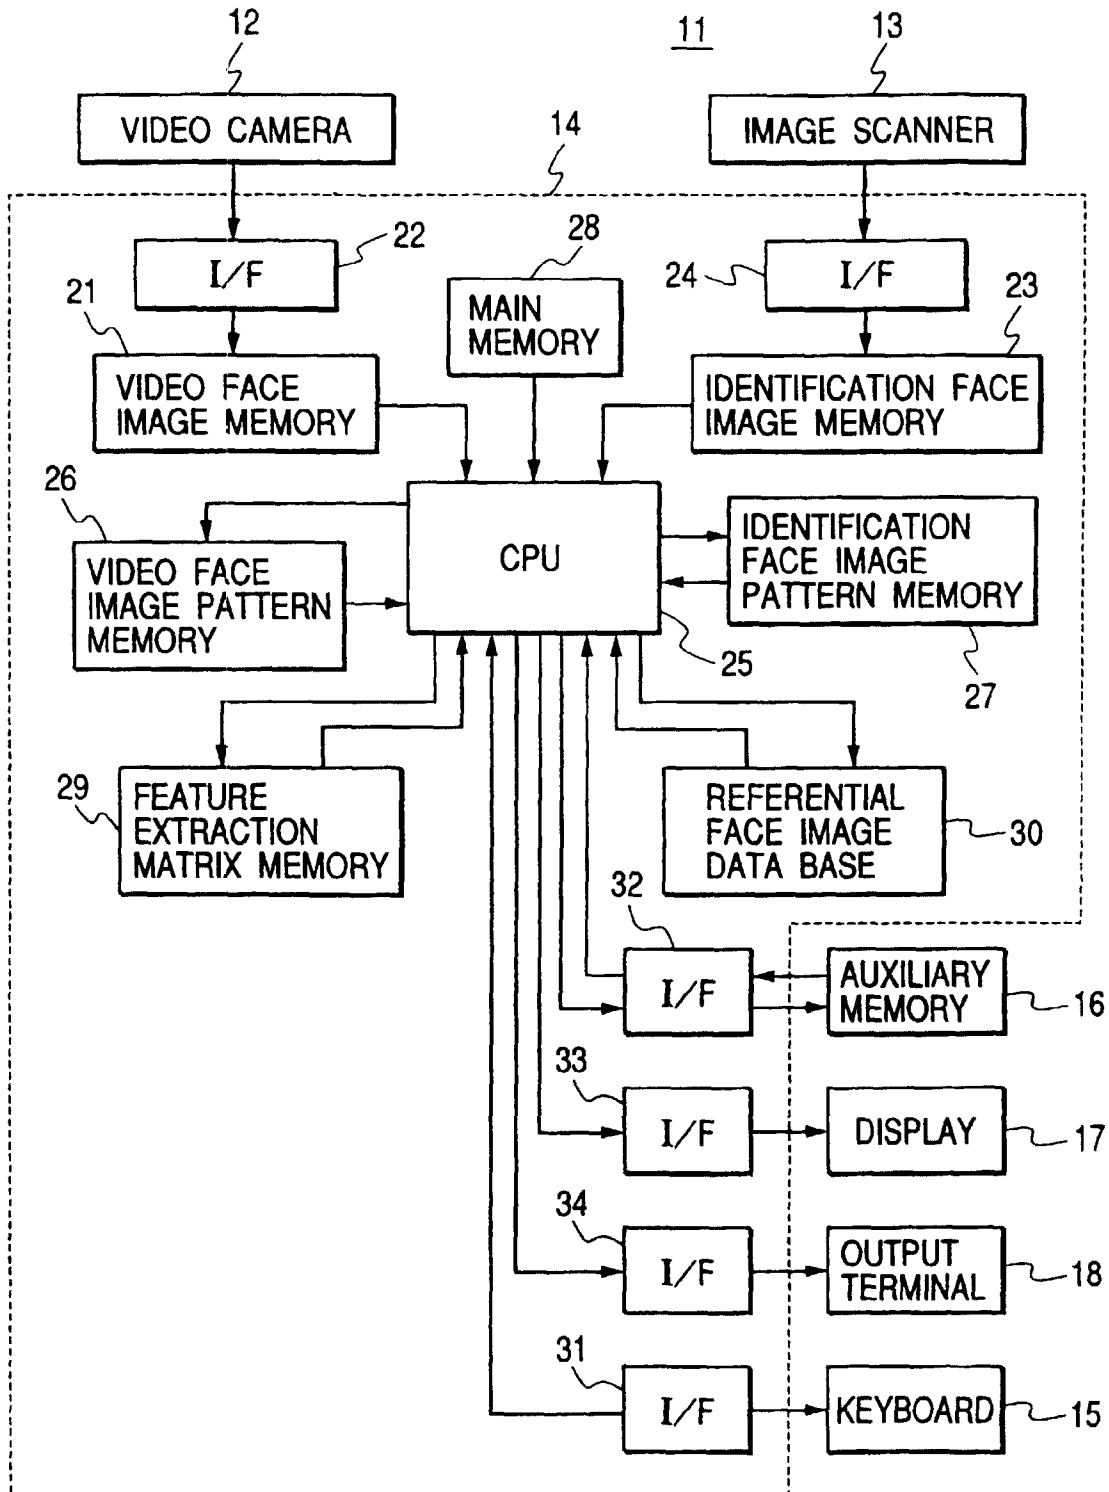 12
11
13
VIDEO CAMERA
14
IMAGE SCANNER
22
28
24
I/F
I/F
21
23
MAIN
MEMORY
VIDEO FACE
IMAGE MEMORY
IDENTIFICATION FACE
IMAGE MEMORY
26
CPU
IDENTIFICATION
FACE IMAGE
PATTERN MEMORY
VIDEO FACE
IMAGE PATTERN
MEMORY
25
27
29
FEATURE
EXTRACTION
MATRIX MEMORY
REFERENTIAL
FACE IMAGE
DATA BASE
30
32
I/F
AUXILIARY
MEMORY
16
33
I/F
DISPLAY
17
34
I/F
OUTPUT
TERMINAL
18
31
I/F
KEYBOARD
15